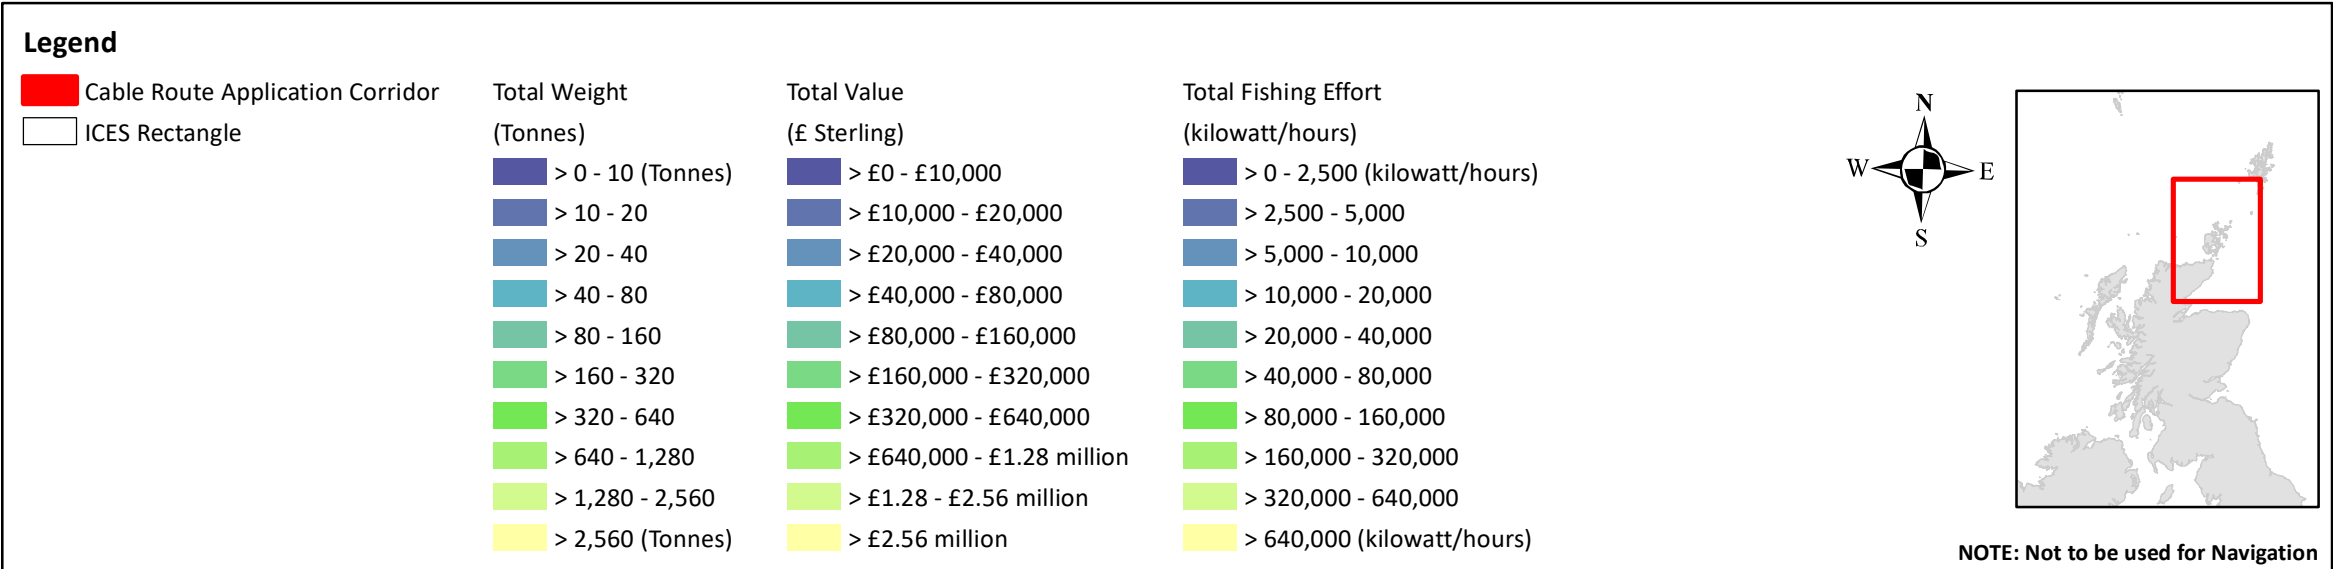 Legend
Cable Route Application Corridor
ICES Rectangle
Total Weight
(Tonnes)
> 0 - 10 (Tonnes)
> 10 - 20
> 20 - 40
> 40 - 80
> 80 - 160
> 160 - 320
> 320 - 640
> 640 - 1,280
> 1,280 - 2,560
> 2,560 (Tonnes)
Total Value
(£ Sterling)
> £0 - £10,000
> £10,000 - £20,000
> £20,000 - £40,000
> £40,000 - £80,000
> £80,000 - £160,000
> £160,000 - £320,000
> £320,000 - £640,000
> £640,000 - £1.28 million
> £1.28 - £2.56 million
> £2.56 million
Total Fishing Effort
(kilowatt/hours)
> 0 - 2,500 (kilowatt/hours)
> 2,500 - 5,000
> 5,000 - 10,000
> 10,000 - 20,000
> 20,000 - 40,000
> 40,000 - 80,000
> 80,000 - 160,000
> 160,000 - 320,000
> 320,000 - 640,000
> 640,000 (kilowatt/hours)
N
W E
S
NOTE: Not to be used for Navigation